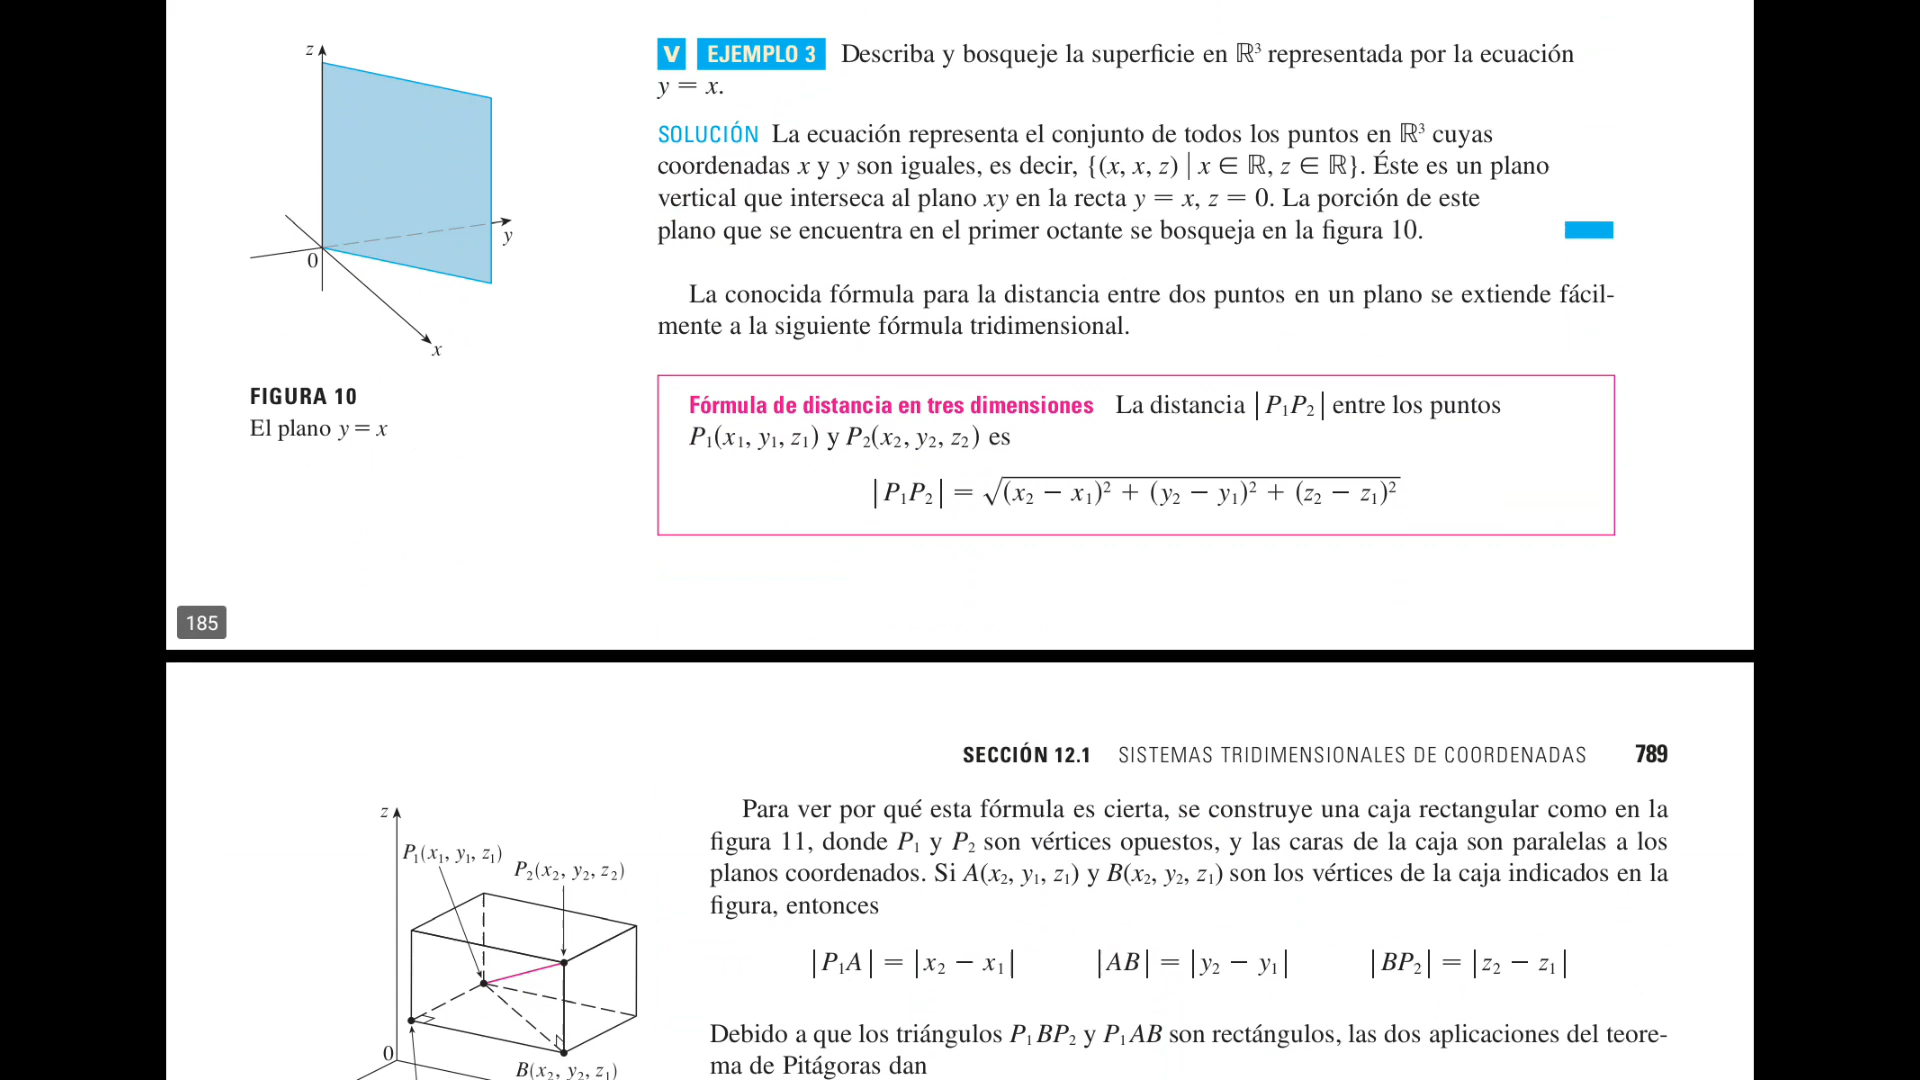 z
y
0
x
FIGURA 10
El plano y = x
V EJEMPLO 3 Describa y bosqueje la superficie en ℝ³ representada por la ecuación
y = x.
SOLUCIÓN La ecuación representa el conjunto de todos los puntos en ℝ³ cuyas
coordenadas x y y son iguales, es decir, {(x, x, z) | x ∈ ℝ, z ∈ ℝ}. Éste es un plano
vertical que interseca al plano xy en la recta y = x, z = 0. La porción de este
plano que se encuentra en el primer octante se bosqueja en la figura 10.
La conocida fórmula para la distancia entre dos puntos en un plano se extiende fácil-
mente a la siguiente fórmula tridimensional.
Fórmula de distancia en tres dimensiones La distancia |P₁P₂| entre los puntos
P₁(x₁, y₁, z₁) y P₂(x₂, y₂, z₂) es
|P₁P₂| = √(x₂ − x₁)² + (y₂ − y₁)² + (z₂ − z₁)²
185
SECCIÓN 12.1 SISTEMAS TRIDIMENSIONALES DE COORDENADAS 789
z
P₁(x₁, y₁, z₁)
P₂(x₂, y₂, z₂)
0
B(x₂, y₂, z₁)
Para ver por qué esta fórmula es cierta, se construye una caja rectangular como en la
figura 11, donde P₁ y P₂ son vértices opuestos, y las caras de la caja son paralelas a los
planos coordenados. Si A(x₂, y₁, z₁) y B(x₂, y₂, z₁) son los vértices de la caja indicados en la
figura, entonces
|P₁A| = |x₂ − x₁| |AB| = |y₂ − y₁| |BP₂| = |z₂ − z₁|
Debido a que los triángulos P₁BP₂ y P₁AB son rectángulos, las dos aplicaciones del teore-
ma de Pitágoras dan